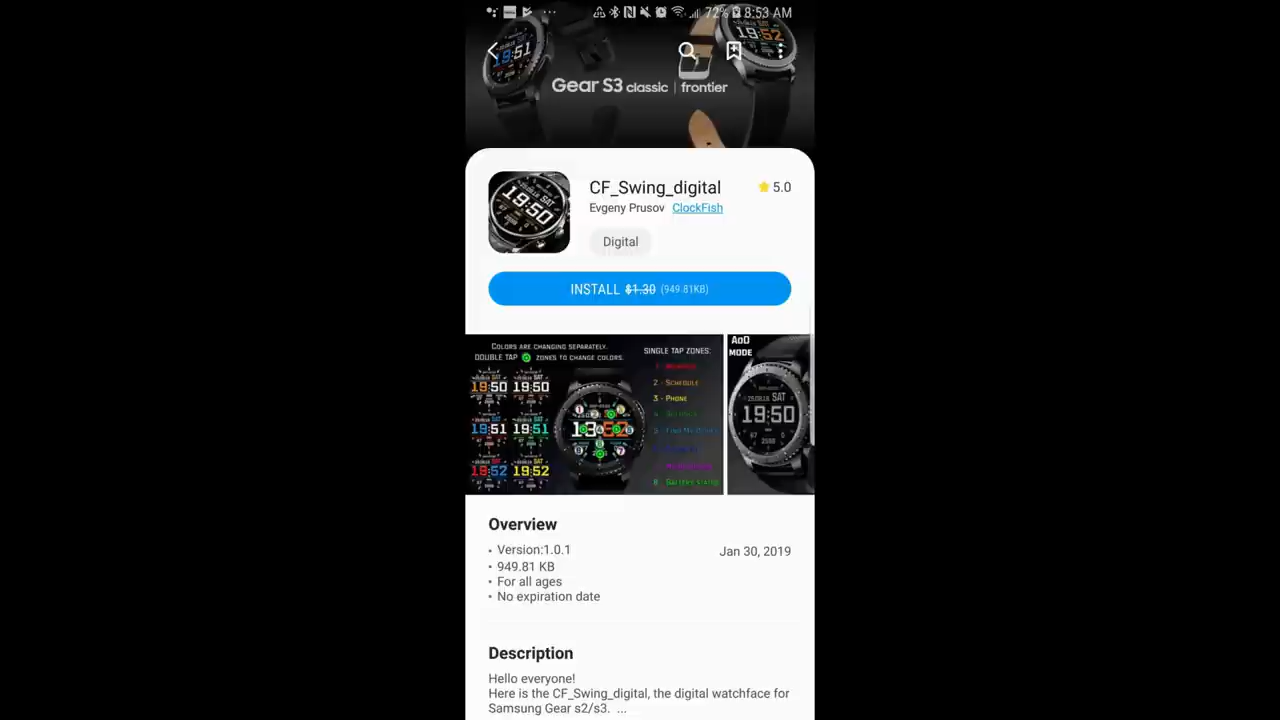 72% 8:53 AM
Gear S3 classic | frontier
CF_Swing_digital
5.0
Evgeny Prusov ClockFish
Digital
INSTALL $1.30 (949.81KB)
COLORS ARE CHANGING SEPARATELY.
DOUBLE TAP ZONES TO CHANGE COLORS.
SINGLE TAP ZONES:
2 - SCHEDULE
3 - PHONE
8 - BATTERY STATUS
19:50 19:50
19:51 19:51
19:52 19:52
AOD
MODE
25.08.18 SAT
19:50
Overview
• Version:1.0.1
Jan 30, 2019
• 949.81 KB
• For all ages
• No expiration date
Description
Hello everyone!
Here is the CF_Swing_digital, the digital watchface for
Samsung Gear s2/s3. ...